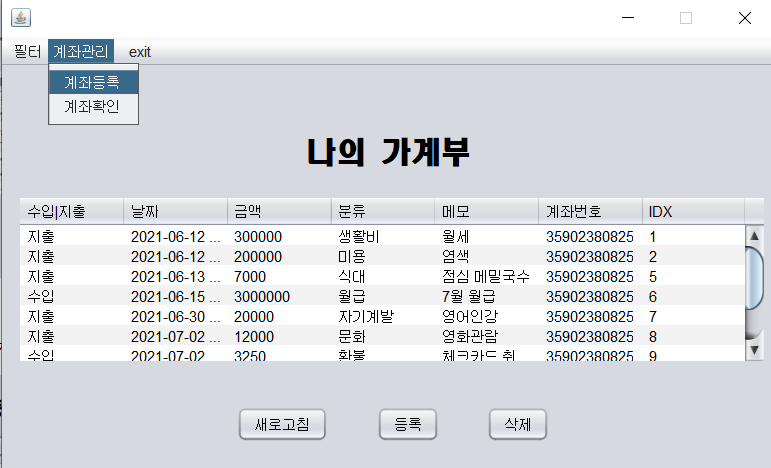 필터 계좌관리 exit
계좌등록
계좌확인
나의 가계부
수입|지출 날짜 금액 분류 메모 계좌번호 IDX
지출 2021-06-12 ... 300000 생활비 월세 35902380825 1
지출 2021-06-12 ... 200000 미용 염색 35902380825 2
지출 2021-06-13 ... 7000 식대 점심 메밀국수 35902380825 5
수입 2021-06-15 ... 3000000 월급 7월 월급 35902380825 6
지출 2021-06-30 ... 20000 자기계발 영어인강 35902380825 7
지출 2021-07-02 ... 12000 문화 영화관람 35902380825 8
수입 2021-07-02 ... 3250 환불 체크카드 취 35902380825 9
새로고침 등록 삭제